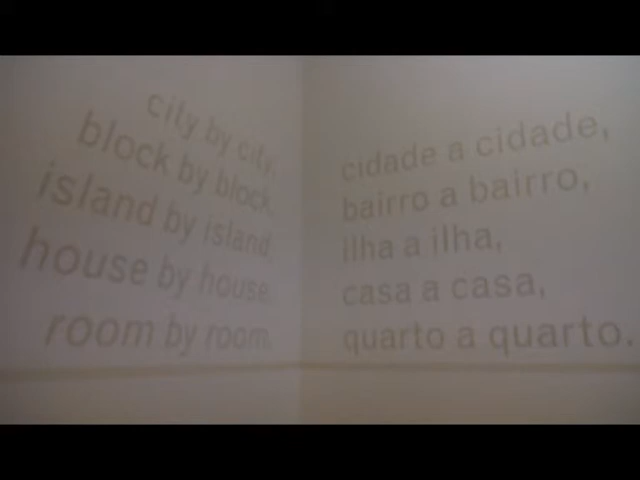 city by city.
block by block.
island by island.
house by house.
room by room.
cidade a cidade,
bairro a bairro,
ilha a ilha,
casa a casa,
quarto a quarto.